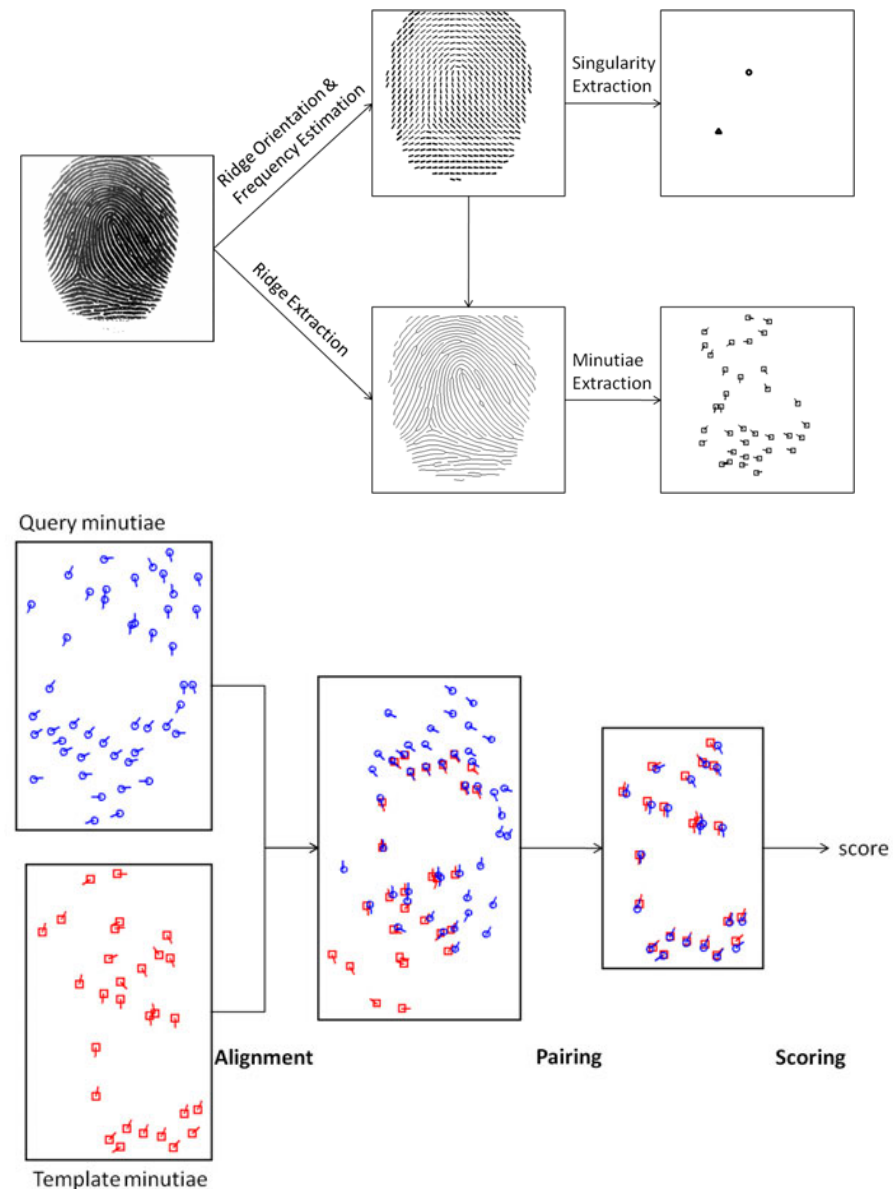 Ridge Orientation &
Frequency Estimation
Singularity
Extraction
Ridge Extraction
Minutiae
Extraction
Query minutiae
score
Alignment
Pairing
Scoring
Template minutiae